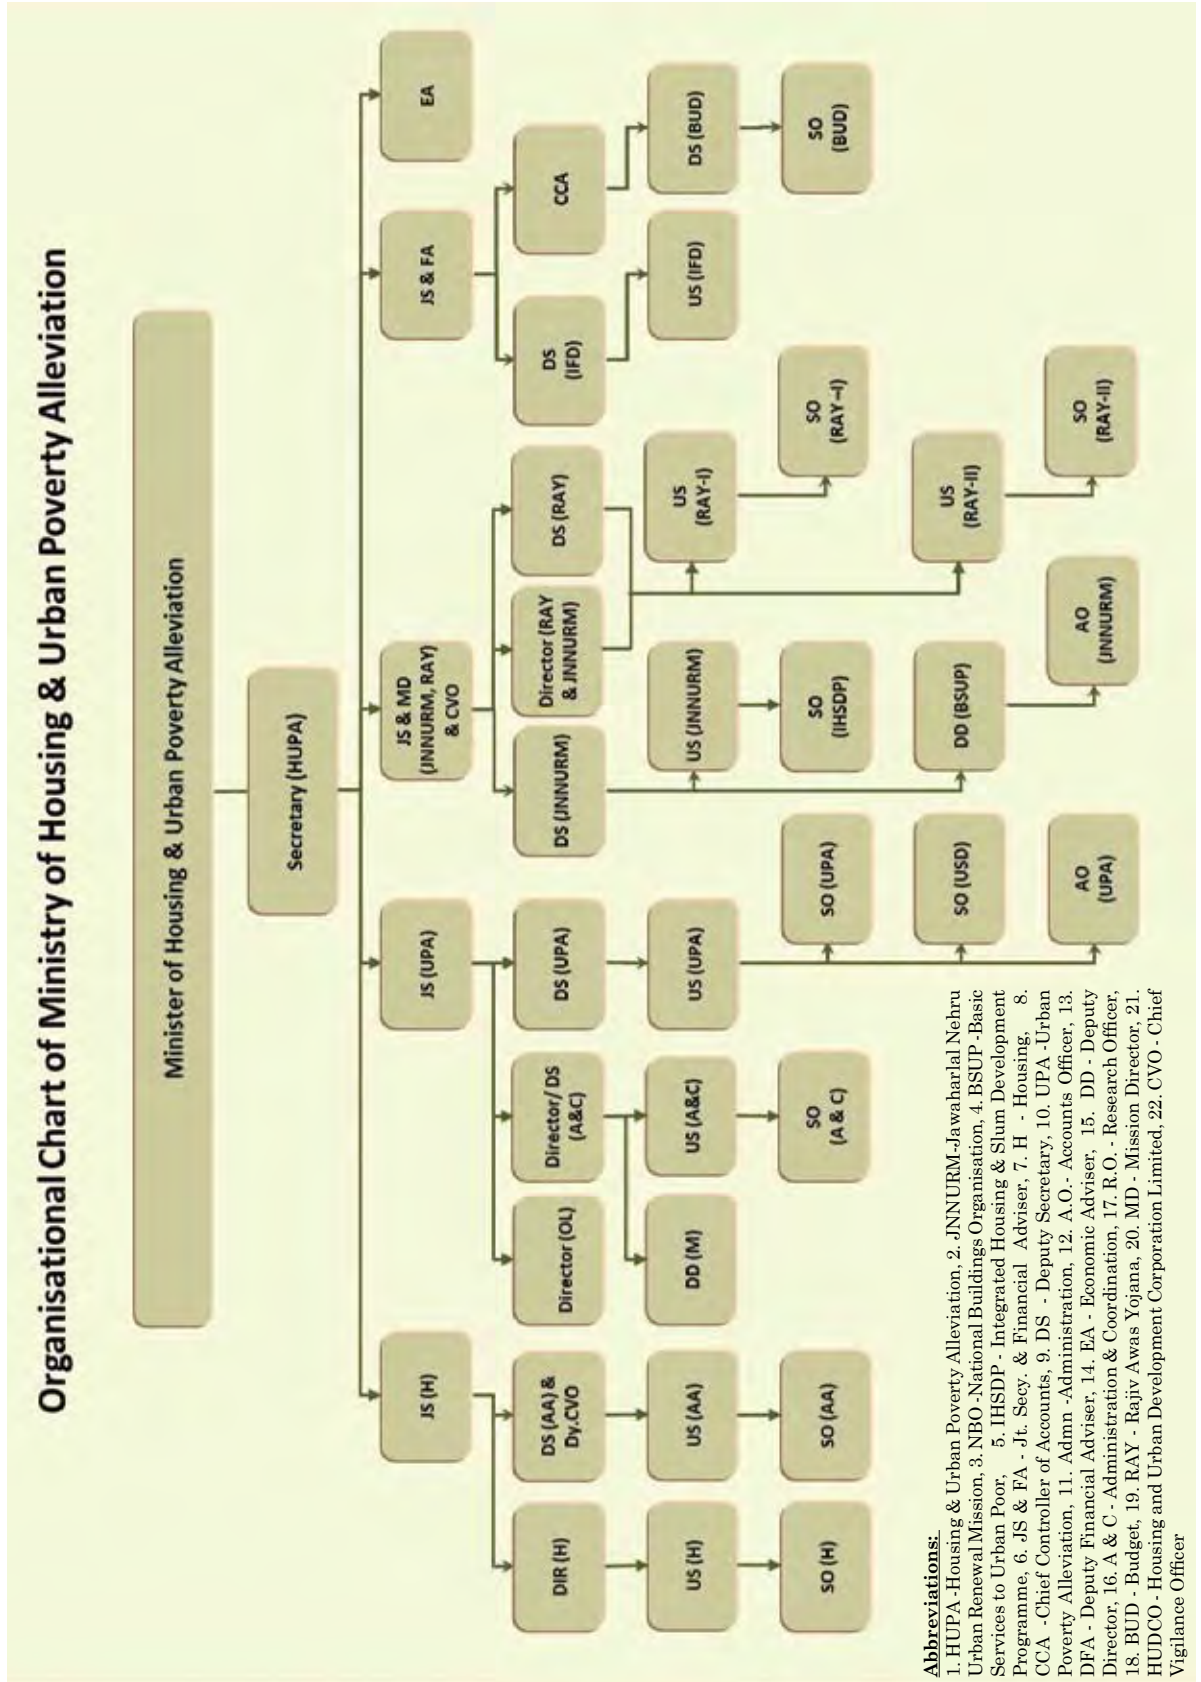 Organisational Chart of Ministry of Housing & Urban Poverty Alleviation
Minister of Housing & Urban Poverty Alleviation
Secretary (HUPA)
JS (H)
JS (UPA)
JS & MD
(JNNURM, RAY)
& CVO
JS & FA
EA
DIR (H)
DS (AA) &
Dy.CVO
Director (OL)
Director/ DS
(A&C)
DS (UPA)
DS (JNNURM)
Director (RAY
& JNNURM)
DS (RAY)
DS
(IFD)
CCA
US (H)
US (AA)
DD (M)
US (A&C)
US (UPA)
US (JNNURM)
US
(RAY-I)
US (IFD)
DS (BUD)
SO (H)
SO (AA)
SO
(A & C)
SO (UPA)
SO
(IHSDP)
SO
(RAY-I)
SO
(BUD)
SO (USD)
DD (BSUP)
US
(RAY-II)
AO
(UPA)
AO
(JNNURM)
SO
(RAY-II)
Abbreviations:
1. HUPA -Housing & Urban Poverty Alleviation, 2. JNNURM-Jawaharlal Nehru
Urban Renewal Mission, 3. NBO -National Buildings Organisation, 4. BSUP -Basic
Services to Urban Poor, 5. IHSDP - Integrated Housing & Slum Development
Programme, 6. JS & FA - Jt. Secy. & Financial Adviser, 7. H - Housing, 8.
CCA -Chief Controller of Accounts, 9. DS - Deputy Secretary, 10. UPA -Urban
Poverty Alleviation, 11. Admn -Administration, 12. A.O.- Accounts Officer, 13.
DFA - Deputy Financial Adviser, 14. EA - Economic Adviser, 15. DD - Deputy
Director, 16. A & C - Administration & Coordination, 17. R.O. - Research Officer,
18. BUD - Budget, 19. RAY - Rajiv Awas Yojana, 20. MD - Mission Director, 21.
HUDCO - Housing and Urban Development Corporation Limited, 22. CVO - Chief
Vigilance Officer